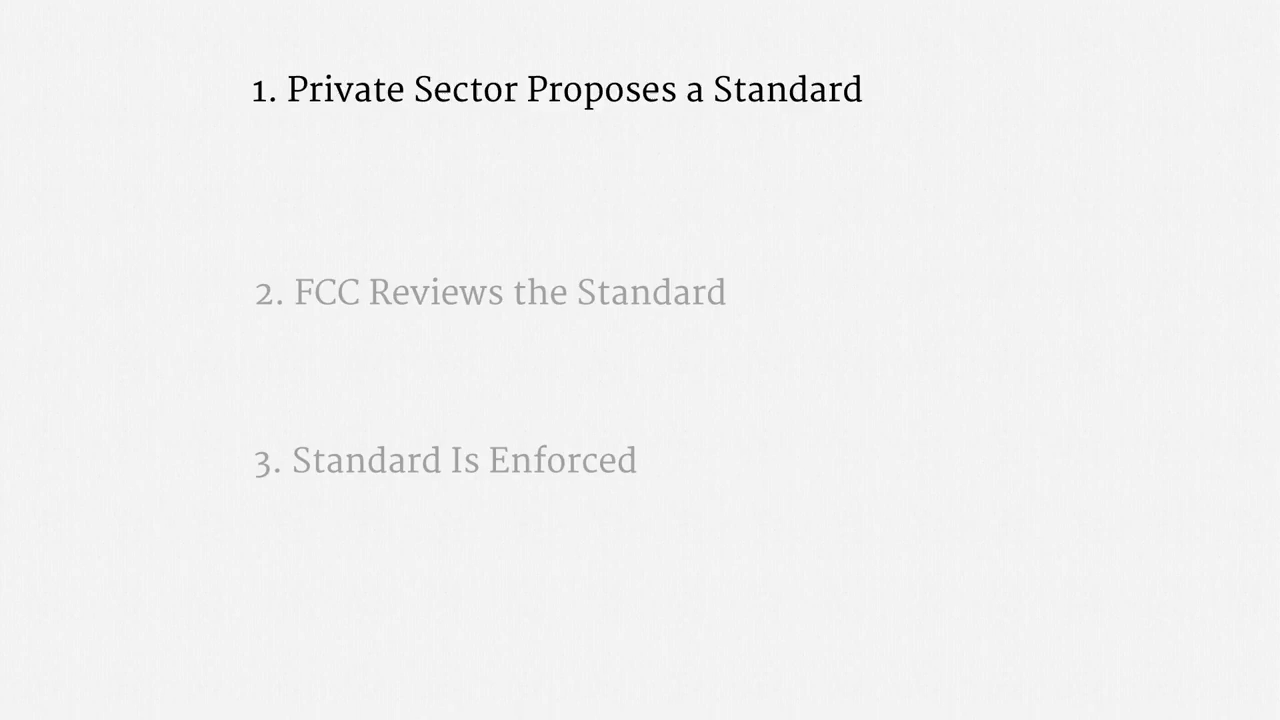 1. Private Sector Proposes a Standard
2. FCC Reviews the Standard
3. Standard Is Enforced